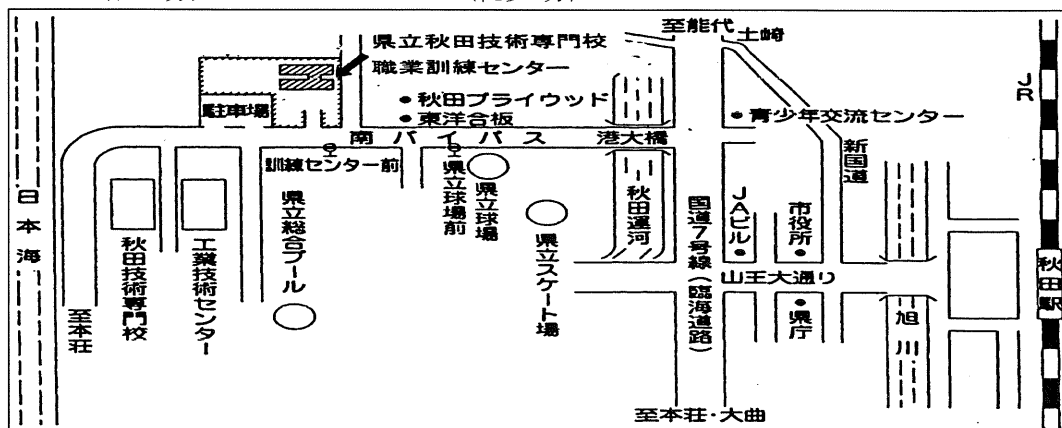 至能代
土崎
県立秋田技術専門校
職業訓練センター
JR
駐車場
秋田プライウッド
東洋合板
青少年交流センター
南バイパス
港大橋
訓練センター前
新国道
日本海
秋田技術専門校
工業技術センター
県立総合プール
県立球場前
県立球場
県立スケート場
秋田運河
国道7号線(臨海道路)
JAビル
市役所
山王大通り
県庁
旭川
秋田駅
至本荘
至本荘・大曲